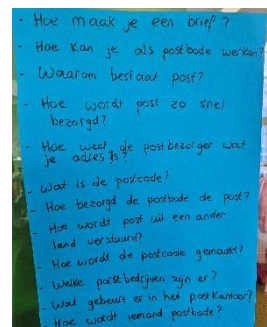 - Hoe maak je een brief?
- Hoe kan je als postbode werken?
- Waarom bestaat post?
- Hoe wordt post zo snel
bezorgd?
- Hoe weet de postbezorger wat
je adres is?
- Wat is de postcode?
- Hoe bezorgd de postbode de post?
- Hoe wordt post uit een ander
land verstuurd?
- Hoe wordt de postcode gemaakt?
- Welke postbedrijven zijn er?
- Wat gebeurt er in het postkantoor?
- Hoe wordt iemand postbode?